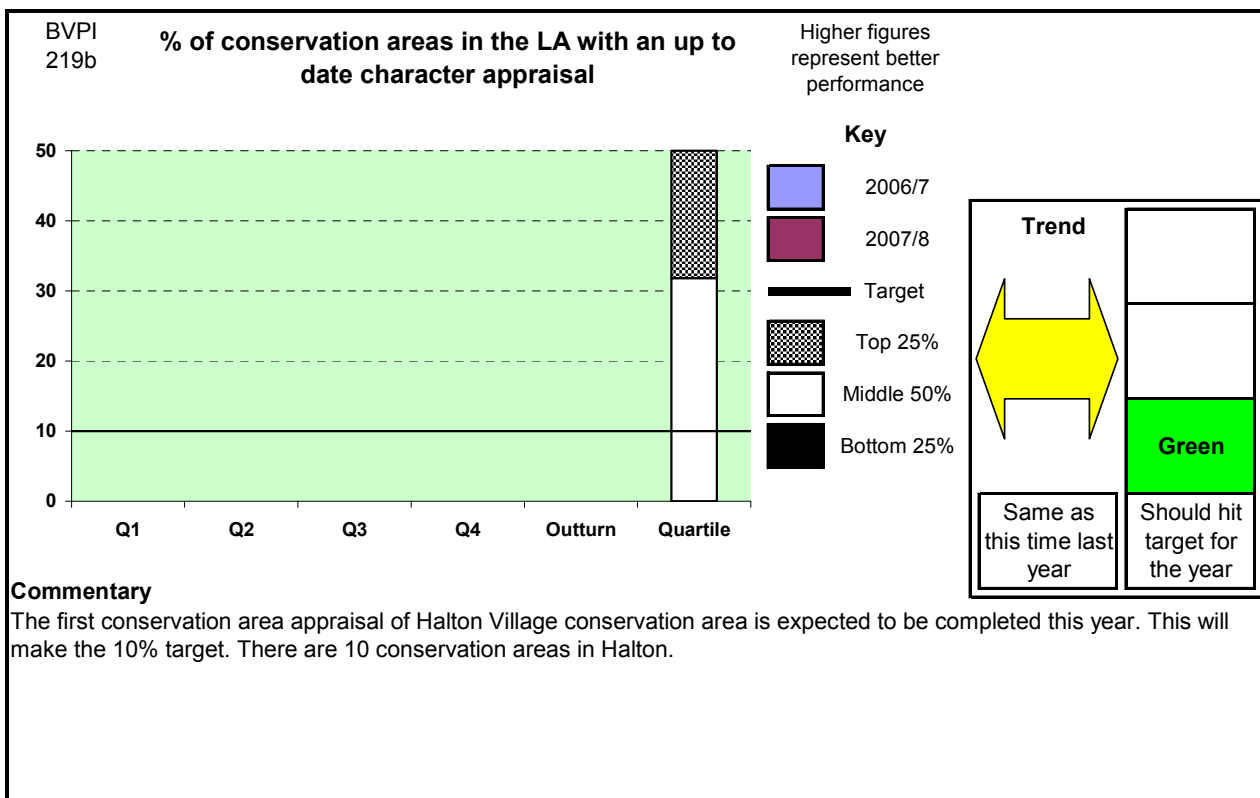 BVPI
219b
% of conservation areas in the LA with an up to
date character appraisal
Higher figures
represent better
performance
Key
2006/7
2007/8
Target
Top 25%
Middle 50%
Bottom 25%
50
40
30
20
10
0
Q1
Q2
Q3
Q4
Outturn
Quartile
Trend
Green
Same as
this time last
year
Should hit
target for
the year
Commentary
The first conservation area appraisal of Halton Village conservation area is expected to be completed this year. This will
make the 10% target. There are 10 conservation areas in Halton.